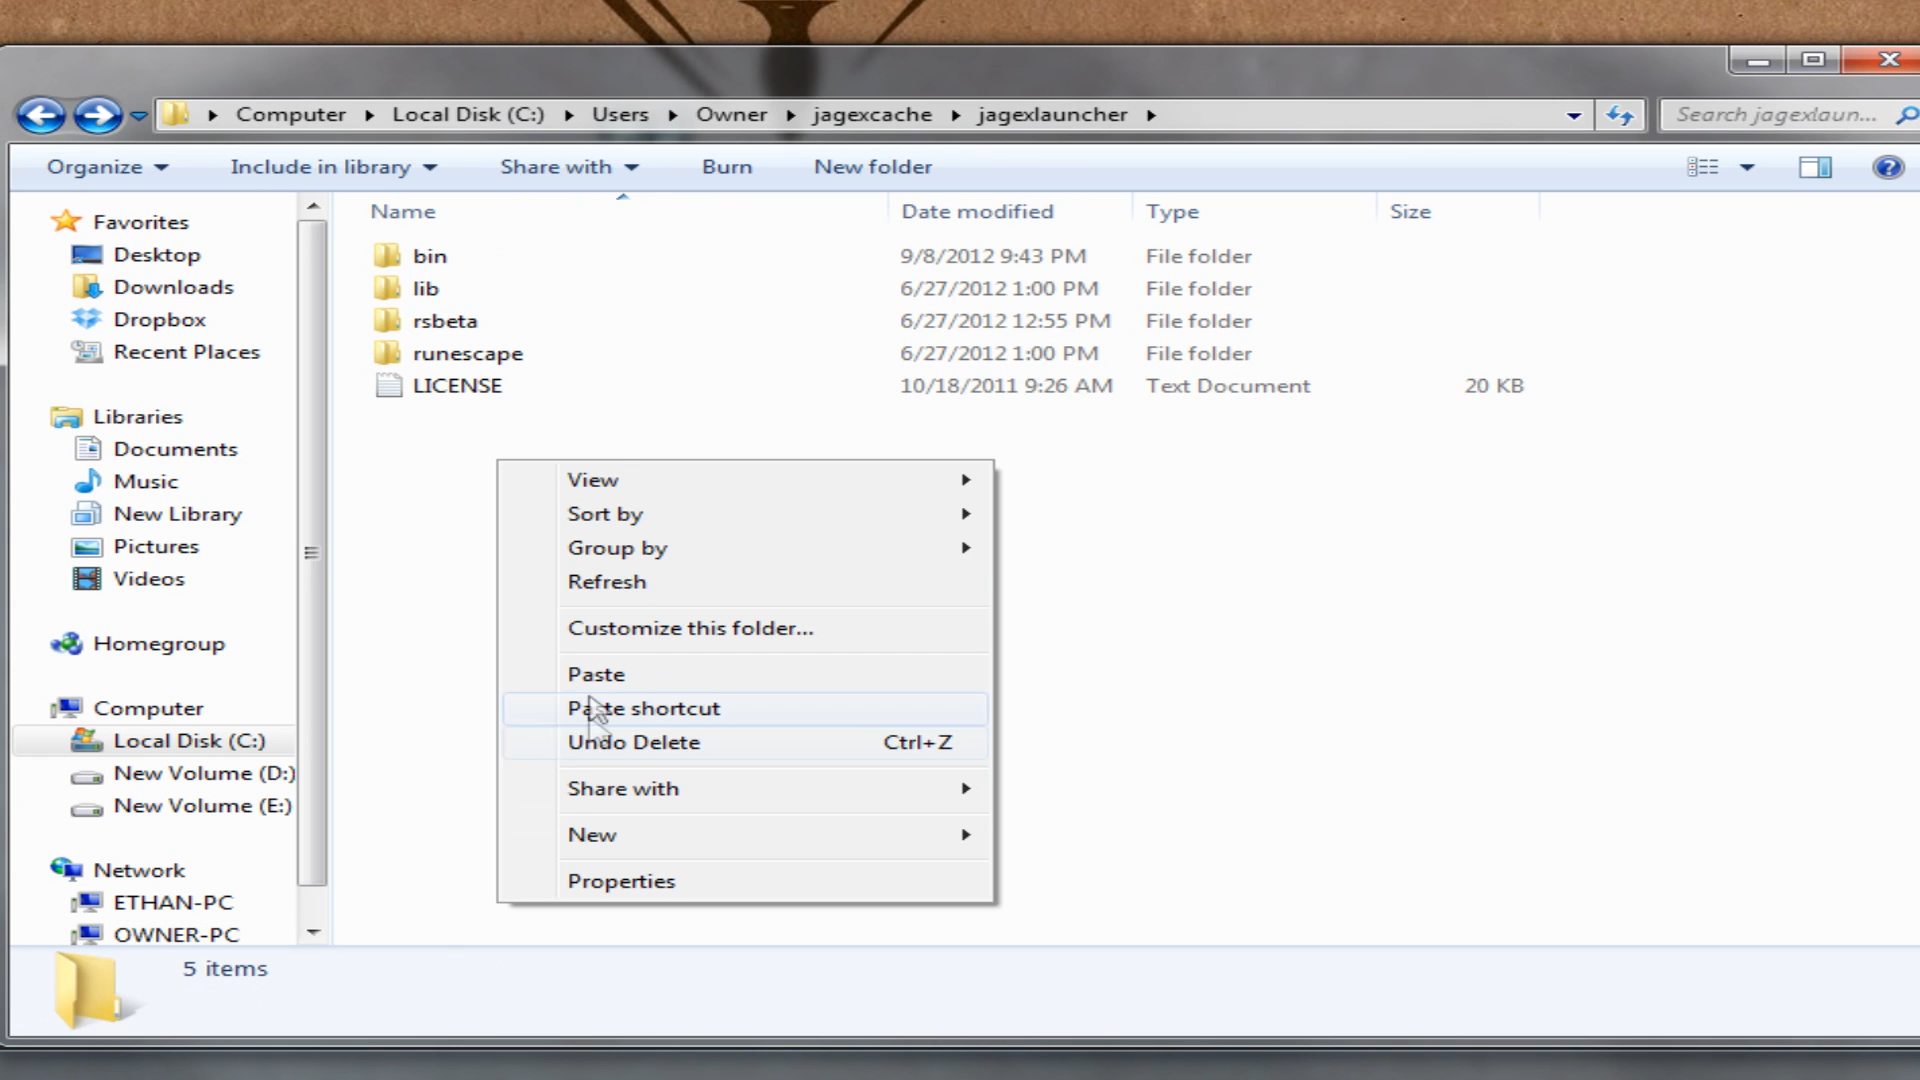 Computer Local Disk (C:) Users Owner jagexcache jagexlauncher Search jagexlaun...
Organize Include in library Share with Burn New folder
Name Date modified Type Size
bin 9/8/2012 9:43 PM File folder
lib 6/27/2012 1:00 PM File folder
rsbeta 6/27/2012 12:55 PM File folder
runescape 6/27/2012 1:00 PM File folder
LICENSE 10/18/2011 9:26 AM Text Document 20 KB
Favorites
Desktop
Downloads
Dropbox
Recent Places
Libraries
Documents
Music
New Library
Pictures
Videos
Homegroup
Computer
Local Disk (C:)
New Volume (D:)
New Volume (E:)
Network
ETHAN-PC
OWNER-PC
View
Sort by
Group by
Refresh
Customize this folder...
Paste
Paste shortcut
Undo Delete Ctrl+Z
Share with
New
Properties
5 items